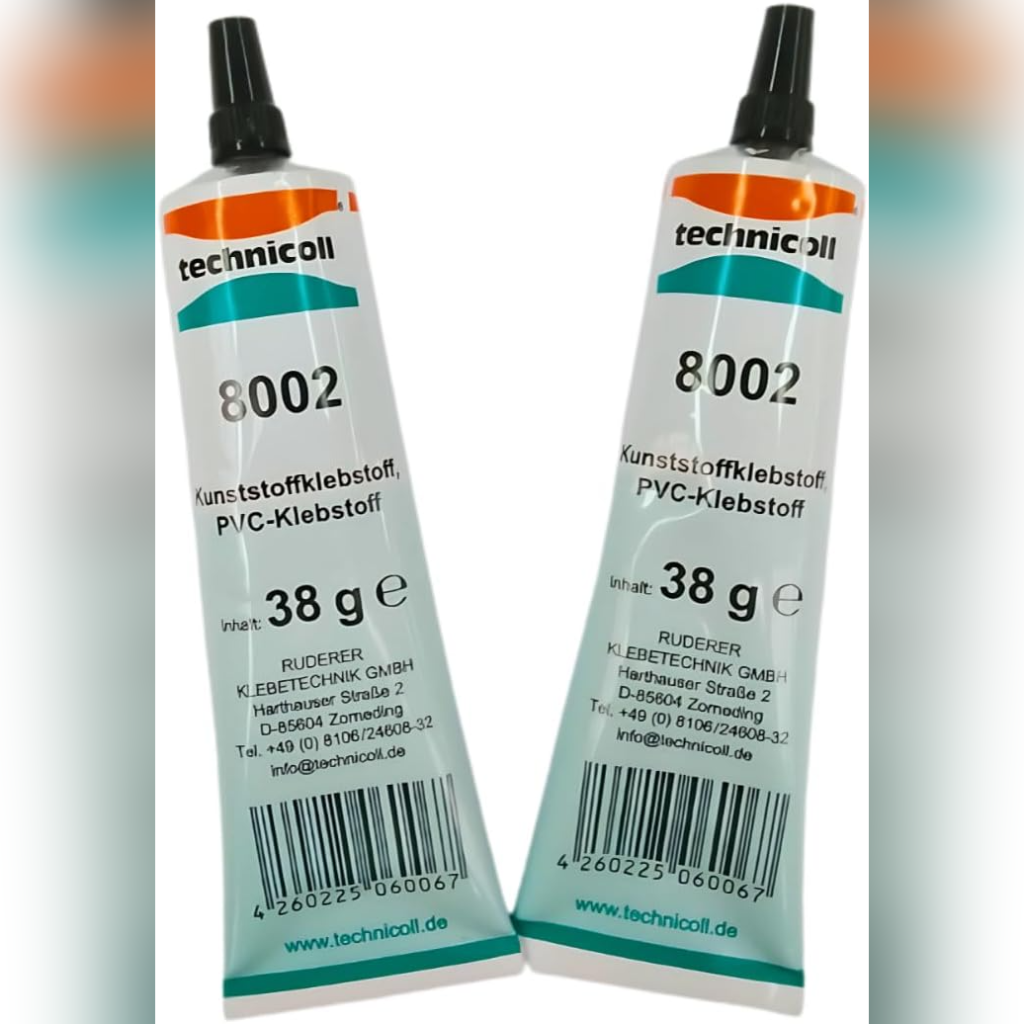 technicoll®
8002
Kunststoffklebstoff,
PVC-Klebstoff
Inhalt: 38 g ℮
RUDERER
KLEBETECHNIK GMBH
Harthauser Straße 2
D-85604 Zorneding
Tel. +49 (0) 8106/24608-32
info@technicoll.de
4 260225 060067
www.technicoll.de
technicoll®
8002
Kunststoffklebstoff,
PVC-Klebstoff
Inhalt: 38 g ℮
RUDERER
KLEBETECHNIK GMBH
Harthauser Straße 2
D-85604 Zorneding
Tel. +49 (0) 8106/24608-32
info@technicoll.de
4 260225 060067
www.technicoll.de